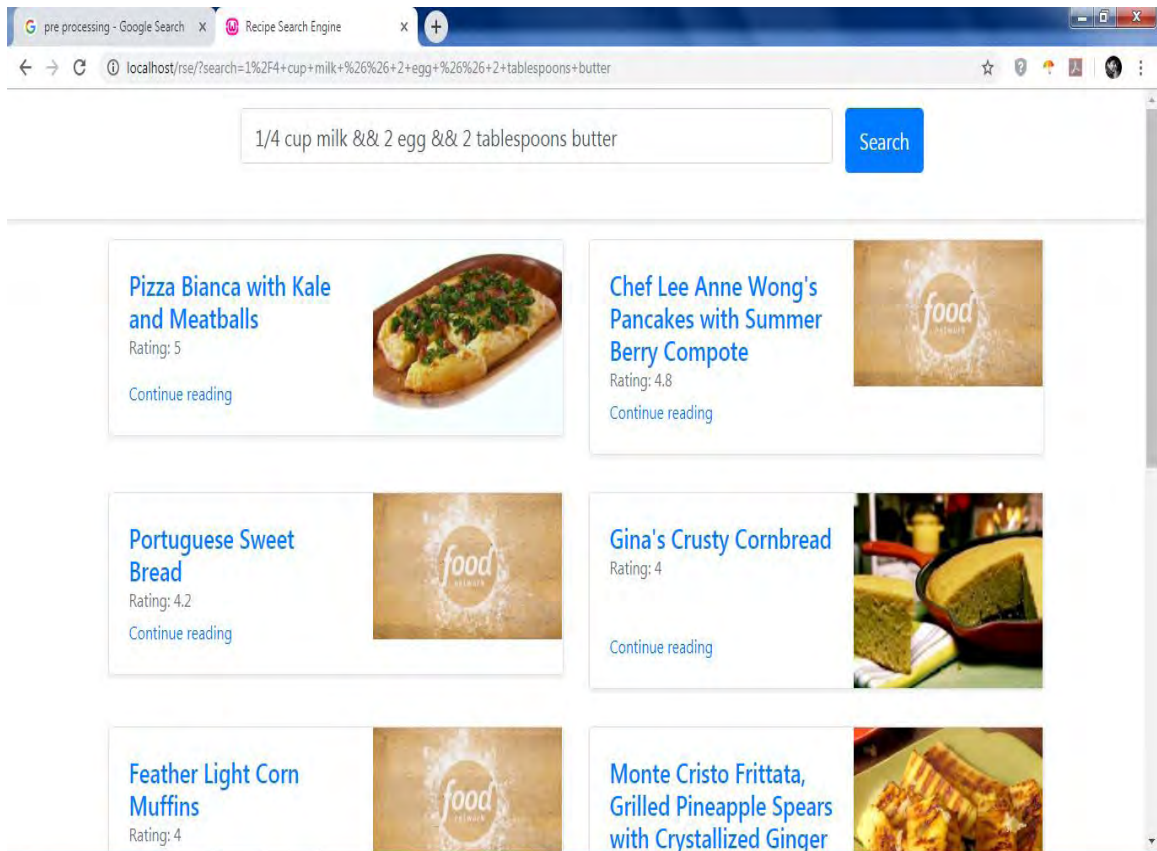 pre processing - Google Search
Recipe Search Engine
localhost/rse/?search=1%2F4+cup+milk+%26%26+2+egg+%26%26+2+tablespoons+butter
1/4 cup milk && 2 egg && 2 tablespoons butter
Search
Pizza Bianca with Kale
and Meatballs
Rating: 5
Continue reading
Chef Lee Anne Wong's
Pancakes with Summer
Berry Compote
Rating: 4.8
Continue reading
food
network
Portuguese Sweet
Bread
Rating: 4.2
Continue reading
food
network
Gina's Crusty Cornbread
Rating: 4
Continue reading
Feather Light Corn
Muffins
Rating: 4
food
Monte Cristo Frittata,
Grilled Pineapple Spears
with Crystallized Ginger